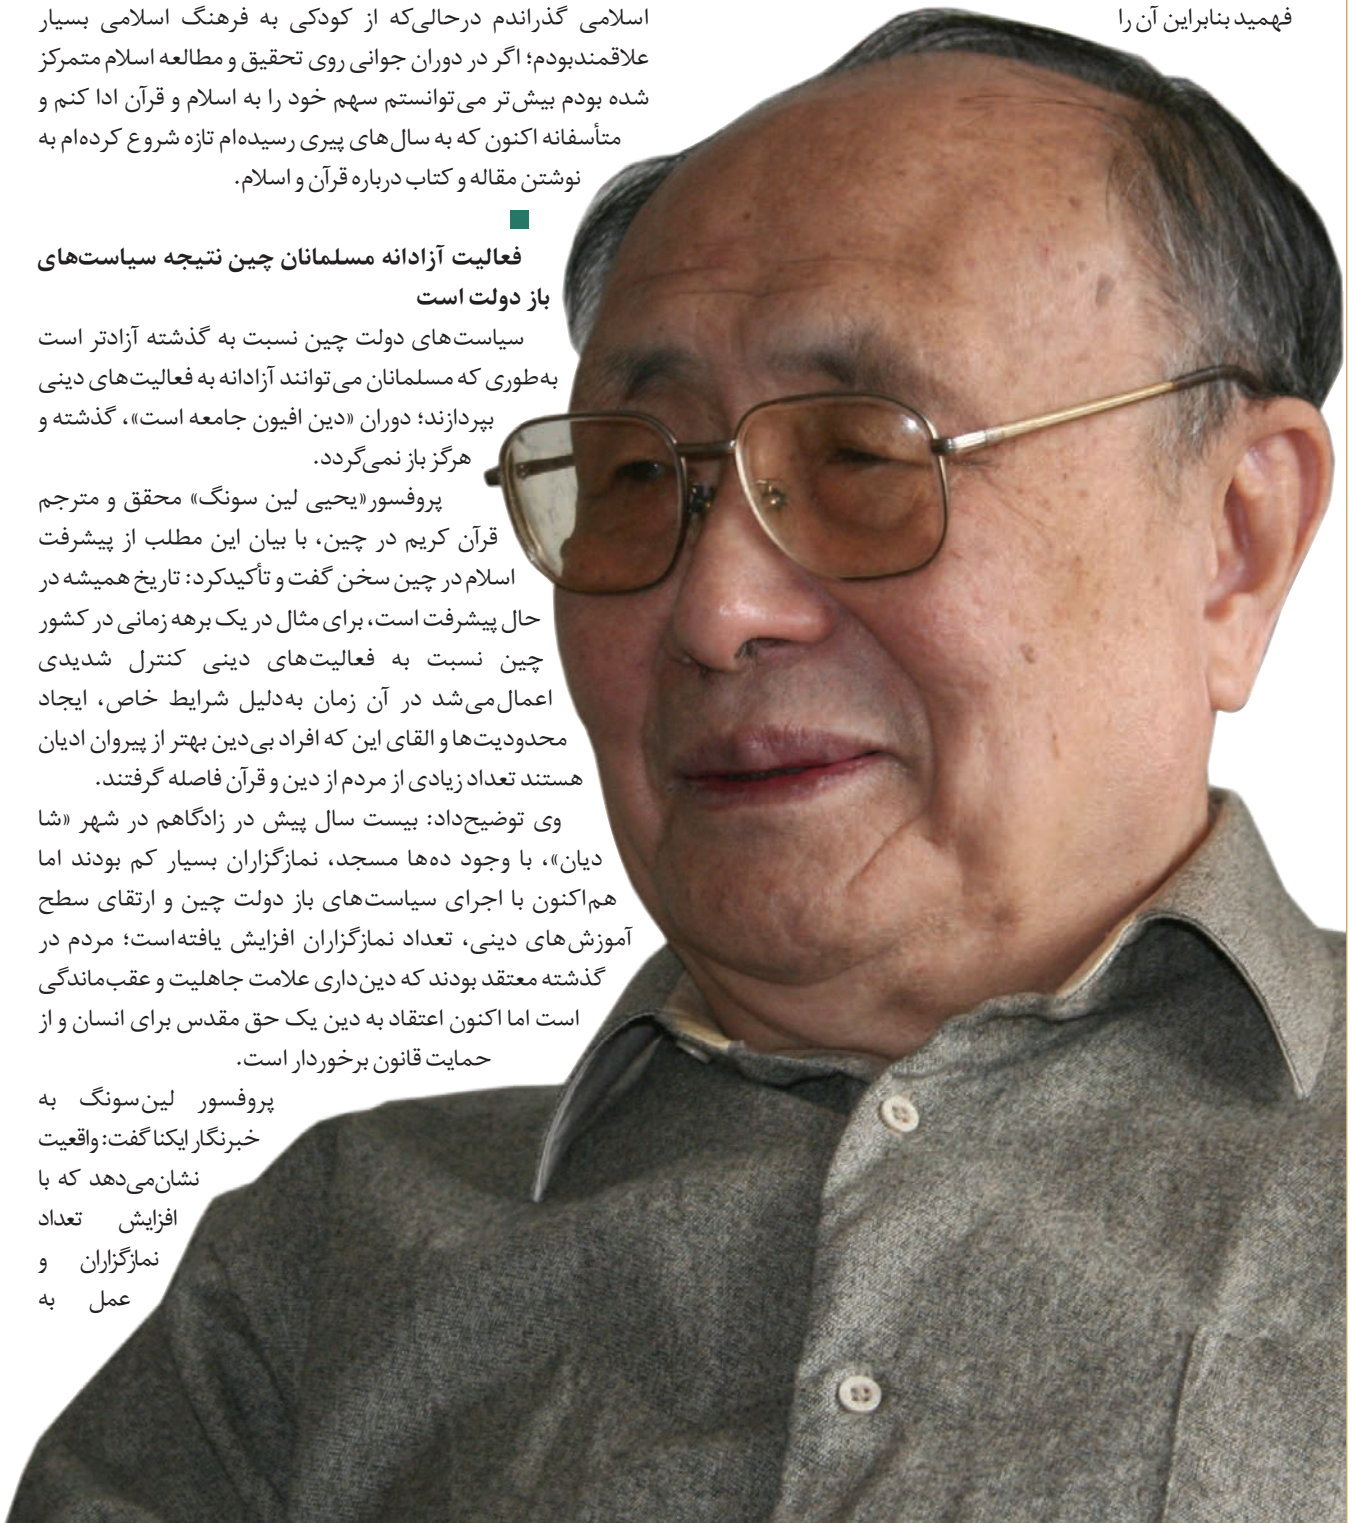 فهمید بنابراین آن را
اسلامی گذراندم درحالی‌که از کودکی به فرهنگ اسلامی بسیار
علاقمندبودم؛ اگر در دوران جوانی روی تحقیق و مطالعه اسلام متمرکز
شده بودم بیش‌تر می‌توانستم سهم خود را به اسلام و قرآن ادا کنم و
متأسفانه اکنون که به سال‌های پیری رسیده‌ام تازه شروع کرده‌ام به
نوشتن مقاله و کتاب درباره قرآن و اسلام.
فعالیت آزادانه مسلمانان چین نتیجه سیاست‌های
باز دولت است
سیاست‌های دولت چین نسبت به گذشته آزادتر است
به‌طوری که مسلمانان می‌توانند آزادانه به فعالیت‌های دینی
بپردازند؛ دوران «دین افیون جامعه است»، گذشته و
هرگز باز نمی‌گردد.
پروفسور«یحیی لین سونگ» محقق و مترجم
قرآن کریم در چین، با بیان این مطلب از پیشرفت
اسلام در چین سخن گفت و تأکیدکرد: تاریخ همیشه در
حال پیشرفت است، برای مثال در یک برهه زمانی در کشور
چین نسبت به فعالیت‌های دینی کنترل شدیدی
اعمال‌می‌شد در آن زمان به‌دلیل شرایط خاص، ایجاد
محدودیت‌ها و القای این که افراد بی‌دین بهتر از پیروان ادیان
هستند تعداد زیادی از مردم از دین و قرآن فاصله گرفتند.
وی توضیح‌داد: بیست سال پیش در زادگاهم در شهر «شا
دیان»، با وجود ده‌ها مسجد، نمازگزاران بسیار کم بودند اما
هم‌اکنون با اجرای سیاست‌های باز دولت چین و ارتقای سطح
آموزش‌های دینی، تعداد نمازگزاران افزایش یافته‌است؛ مردم در
گذشته معتقد بودند که دین‌داری علامت جاهلیت و عقب‌ماندگی
است اما اکنون اعتقاد به دین یک حق مقدس برای انسان و از
حمایت قانون برخوردار است.
پروفسور لین‌سونگ به
خبرنگار ایکنا گفت: واقعیت
نشان‌می‌دهد که با
افزایش تعداد
نمازگزاران و
عمل به